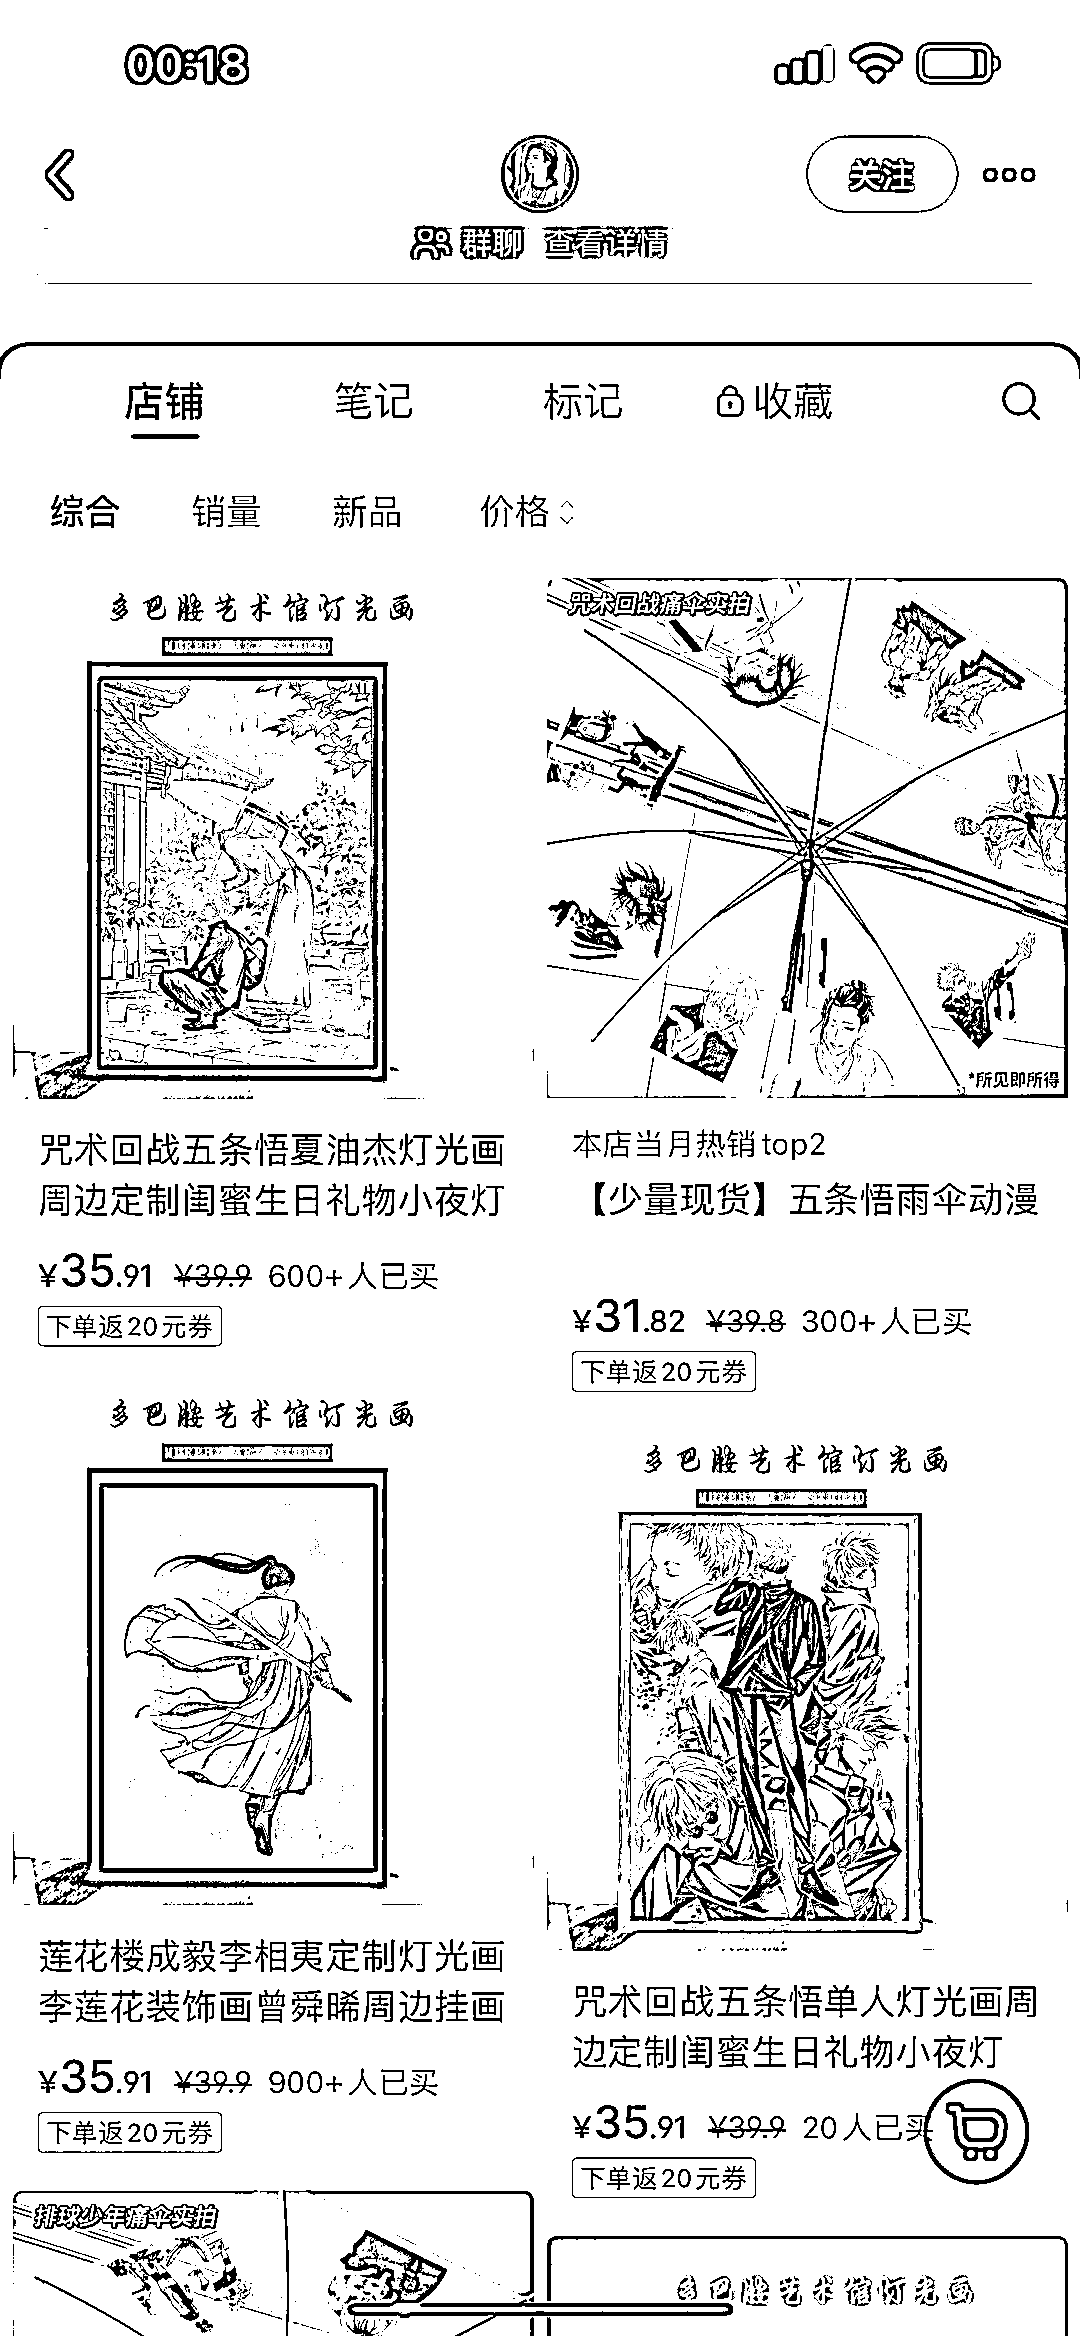 00:18
关注
群聊 查看详情
店铺 笔记 标记 收藏
综合 销量 新品 价格
多巴胺艺术馆灯光画
咒术回战五条悟夏油杰灯光画
周边定制闺蜜生日礼物小夜灯
¥35.91 ¥39.9 600+人已买
下单返20元券
咒术回战痛伞实拍
*所见即所得
本店当月热销top2
【少量现货】五条悟雨伞动漫
¥31.82 ¥39.8 300+人已买
下单返20元券
多巴胺艺术馆灯光画
莲花楼成毅李相夷定制灯光画
李莲花装饰画曾舜晞周边挂画
¥35.91 ¥39.9 900+人已买
下单返20元券
多巴胺艺术馆灯光画
咒术回战五条悟单人灯光画周
边定制闺蜜生日礼物小夜灯
¥35.91 ¥39.9 20人已买
下单返20元券
排球少年痛伞实拍
多巴胺艺术馆灯光画